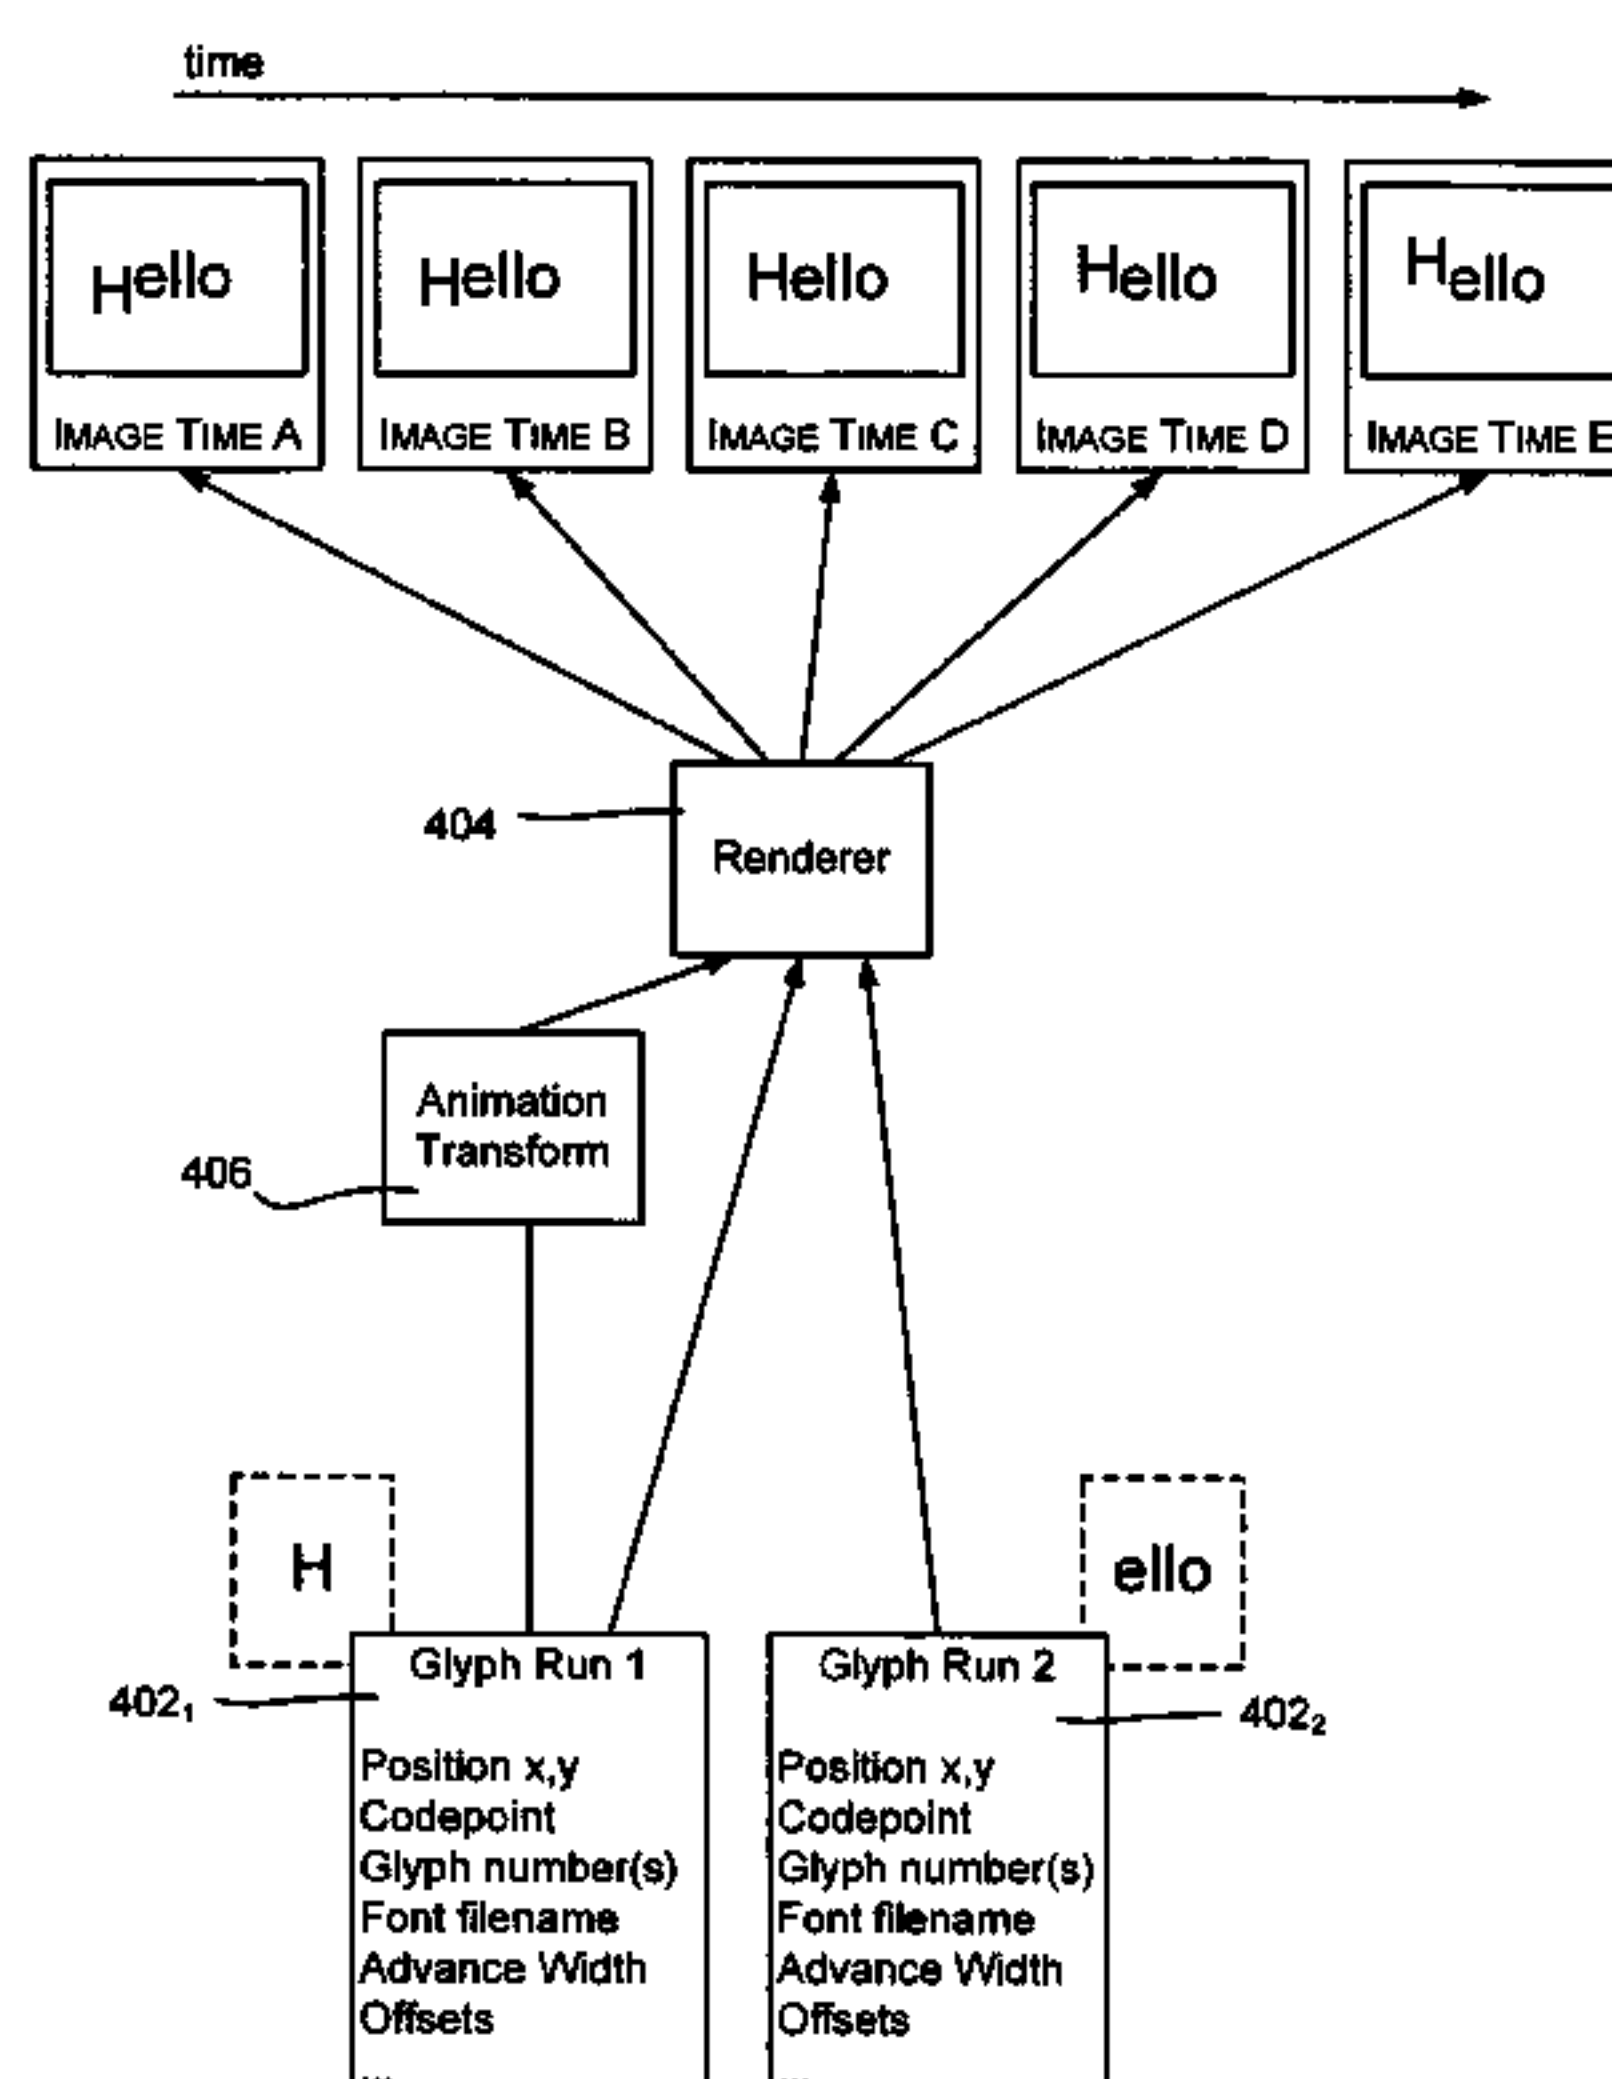 time
Hello
Hello
Hello
Hello
Hello
IMAGE TIME A
IMAGE TIME B
IMAGE TIME C
IMAGE TIME D
IMAGE TIME E
404
Renderer
Animation
Transform
406
H
ello
Glyph Run 1
Glyph Run 2
402₁
402₂
Position x,y
Codepoint
Glyph number(s)
Font filename
Advance Width
Offsets
...
Position x,y
Codepoint
Glyph number(s)
Font filename
Advance Width
Offsets
...